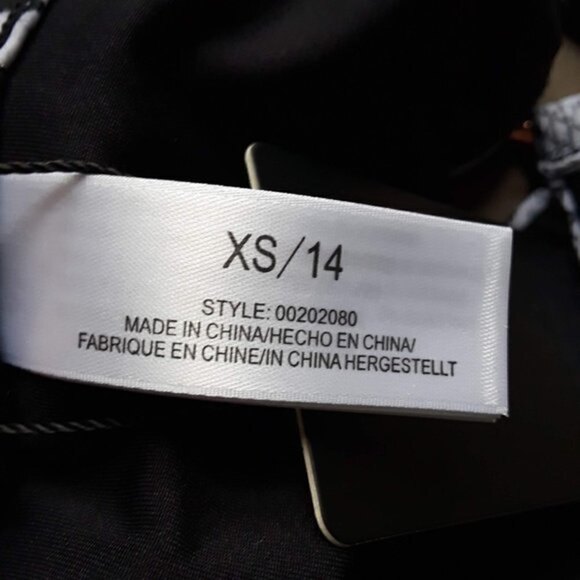 XS/14
STYLE: 00202080
MADE IN CHINA/HECHO EN CHINA/
FABRIQUE EN CHINE/IN CHINA HERGESTELLT